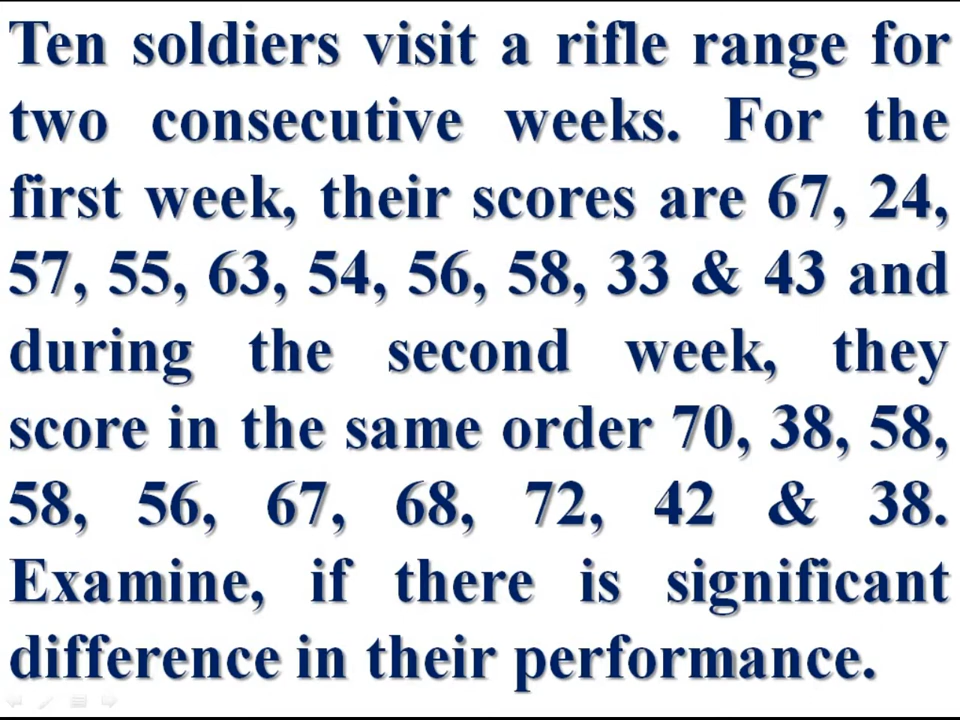 Ten soldiers visit a rifle range for
two consecutive weeks. For the
first week, their scores are 67, 24,
57, 55, 63, 54, 56, 58, 33 & 43 and
during the second week, they
score in the same order 70, 38, 58,
58, 56, 67, 68, 72, 42 & 38.
Examine, if there is significant
difference in their performance.